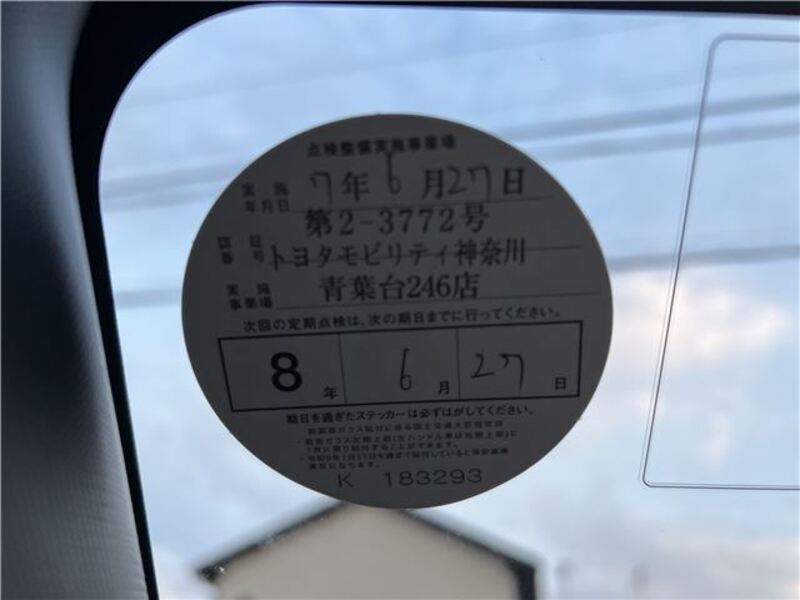 点検整備実施事業場
実施年月日 7年6月27日
第2-3772号
認証番号 トヨタモビリティ神奈川
実施事業場 青葉台246店
次回の定期点検は、次の期日までに行ってください。
8年 6月 27日
期日を過ぎたステッカーは必ずはがしてください。
K 183293